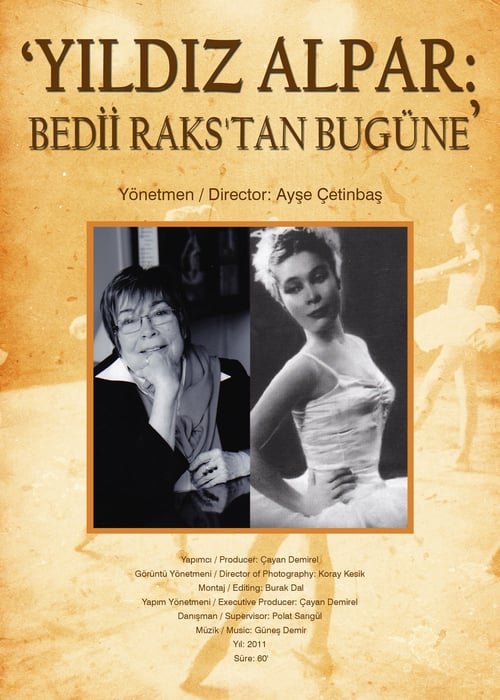 'YILDIZ ALPAR:
BEDİİ RAKS'TAN BUGÜNE'
Yönetmen / Director: Ayşe Çetinbaş
Yapımcı / Producer: Çayan Demirel
Görüntü Yönetmeni / Director of Photography: Koray Kesik
Montaj / Editing: Burak Dal
Yapım Yönetmeni / Executive Producer: Çayan Demirel
Danışman / Supervisor: Polat Sarıgül
Müzik / Music: Güneş Demir
Yıl: 2011
Süre: 60'